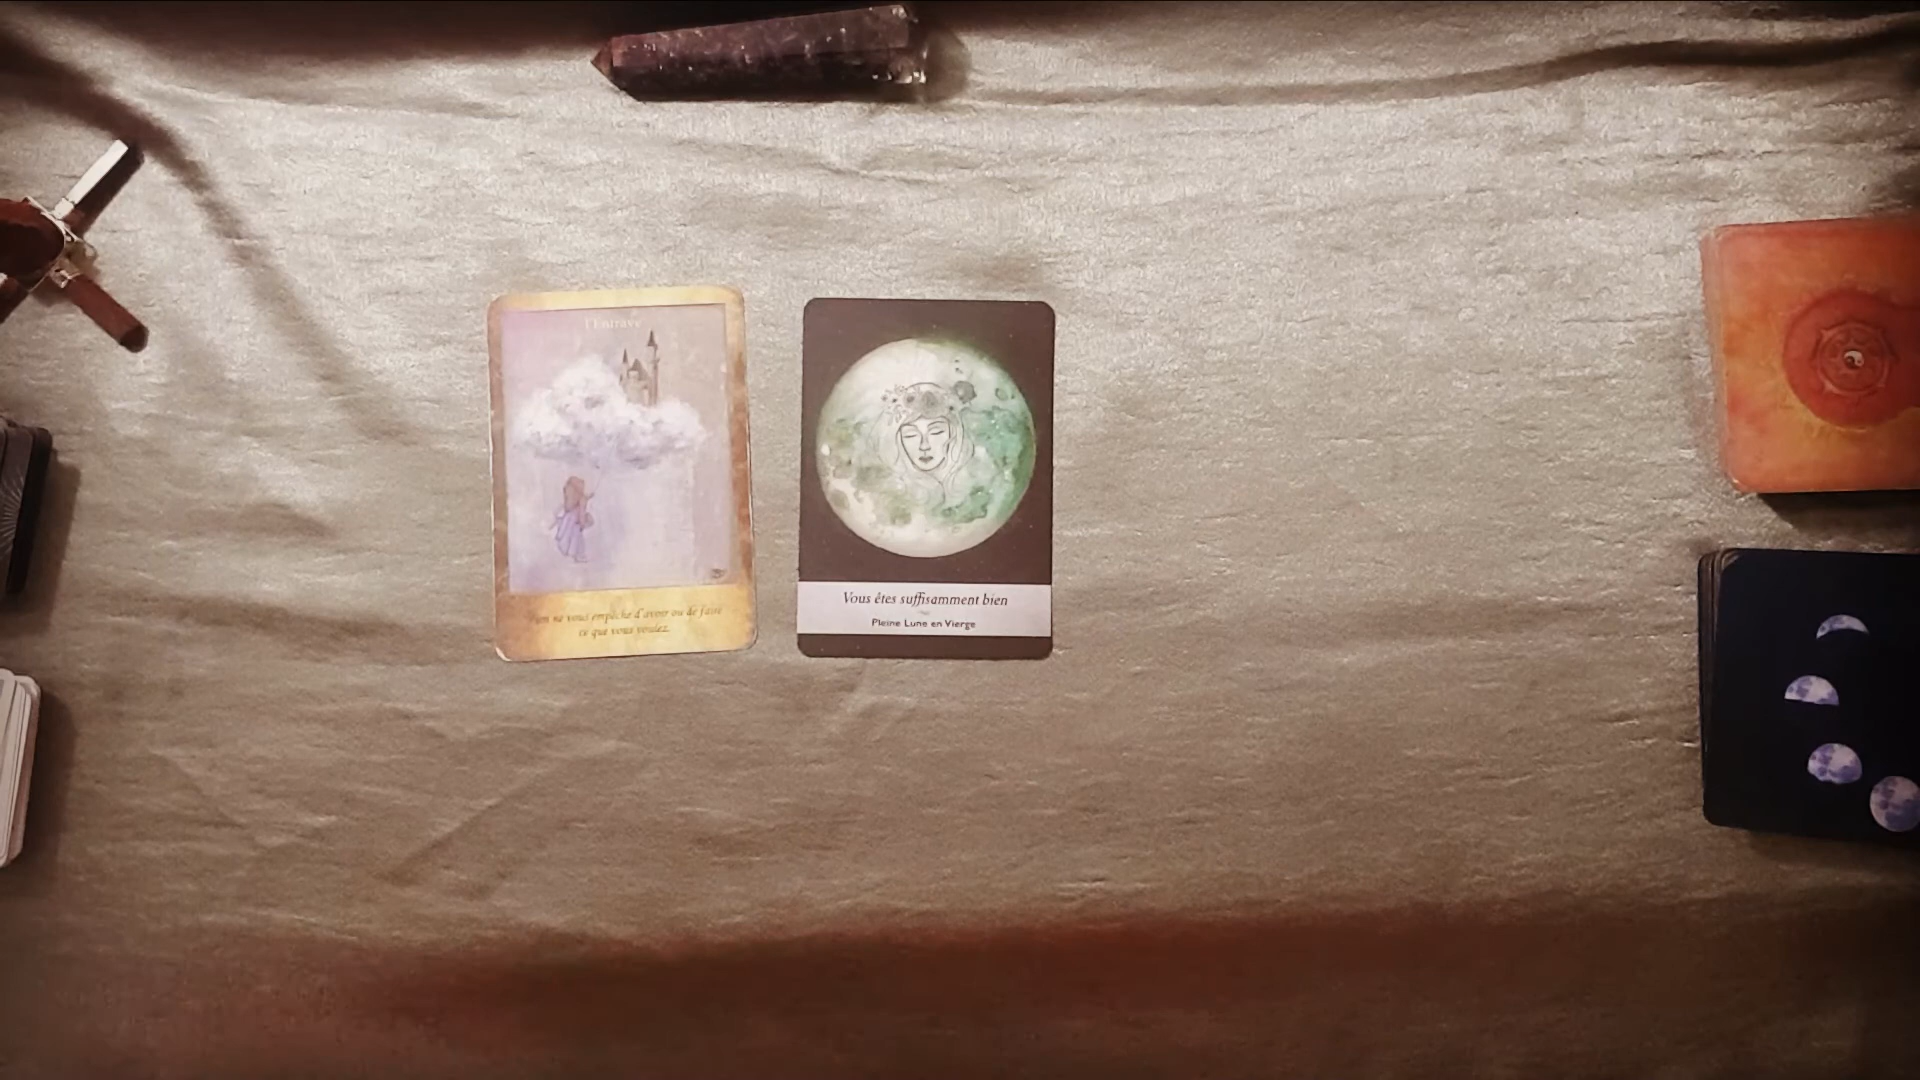 l'Entrave
ne vous empêche d'avoir ou de faire
ce que vous voulez.
Vous êtes suffisamment bien
Pleine Lune en Vierge